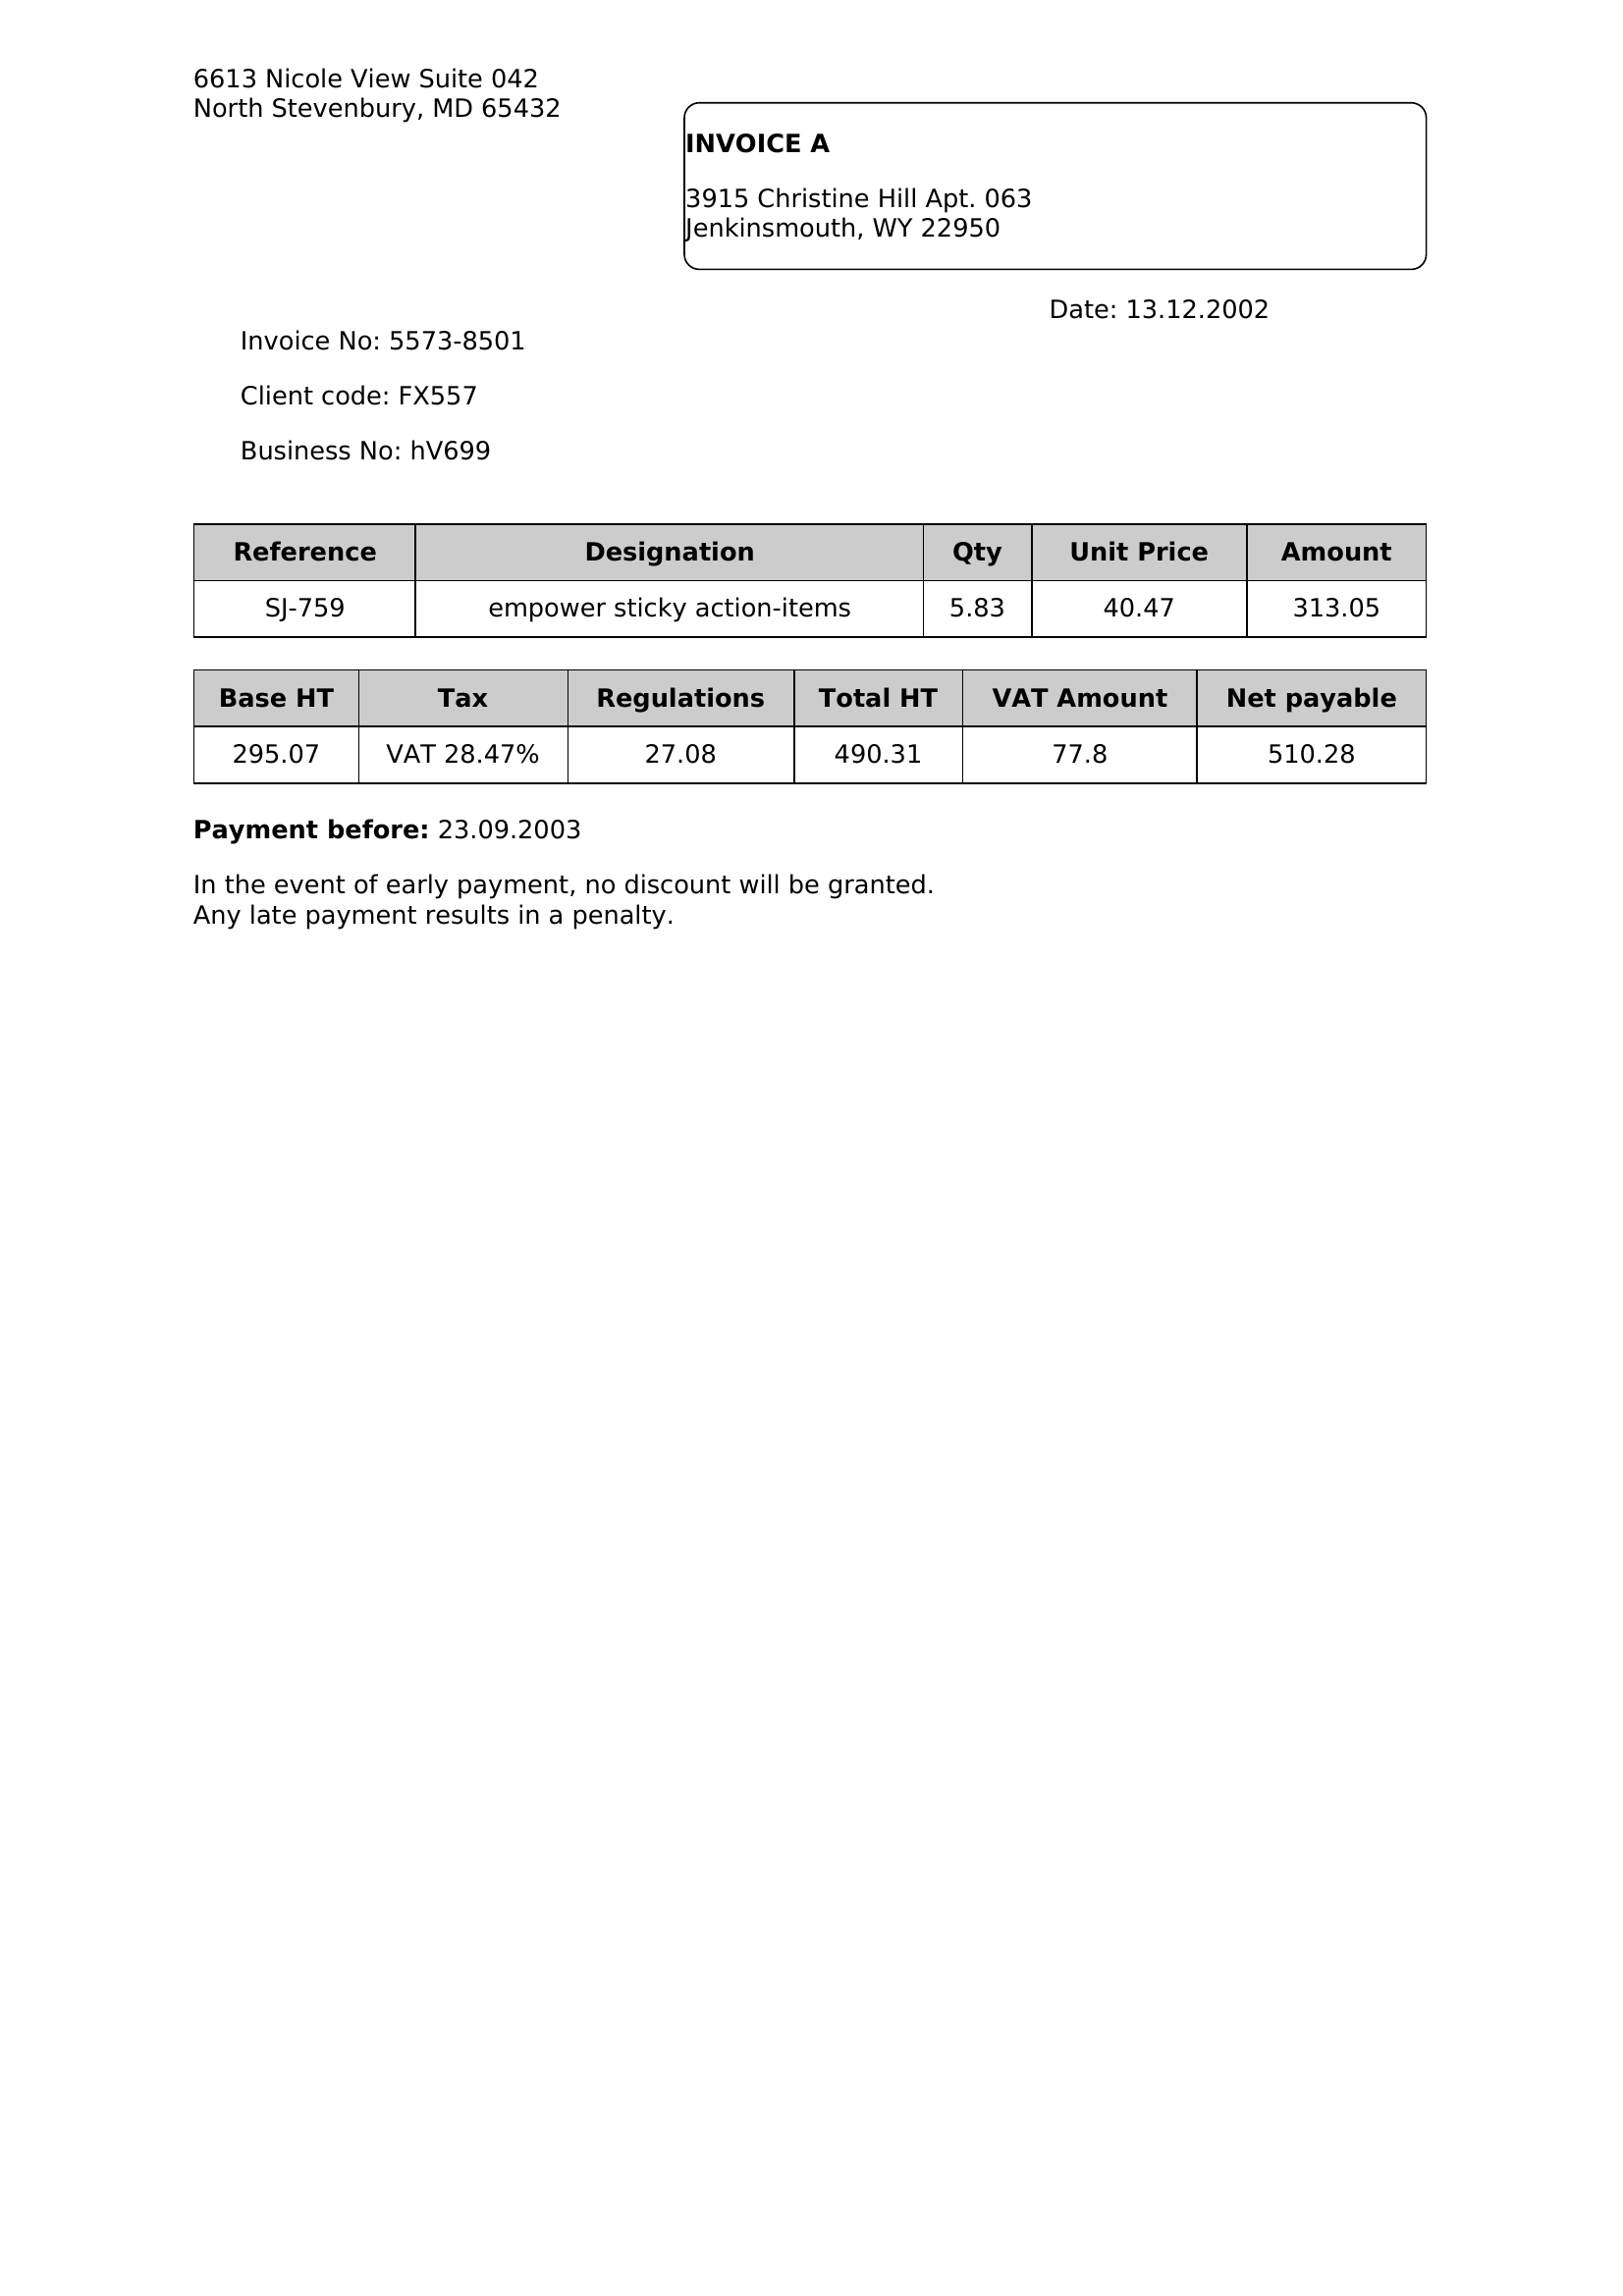 6613 Nicole View Suite 042
North Stevenbury, MD 65432
INVOICE A
3915 Christine Hill Apt. 063
Jenkinsmouth, WY 22950
Date: 13.12.2002
Invoice No: 5573-8501
Client code: FX557
Business No: hV699
Reference Designation Qty Unit Price Amount
SJ-759 empower sticky action-items 5.83 40.47 313.05
Base HT Tax Regulations Total HT VAT Amount Net payable
295.07 VAT 28.47% 27.08 490.31 77.8 510.28
Payment before: 23.09.2003
In the event of early payment, no discount will be granted.
Any late payment results in a penalty.